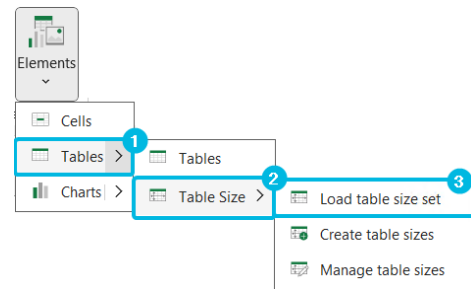 Elements
Cells
1
Tables
Tables
2
Charts
Table Size
3
Load table size set
Create table sizes
Manage table sizes